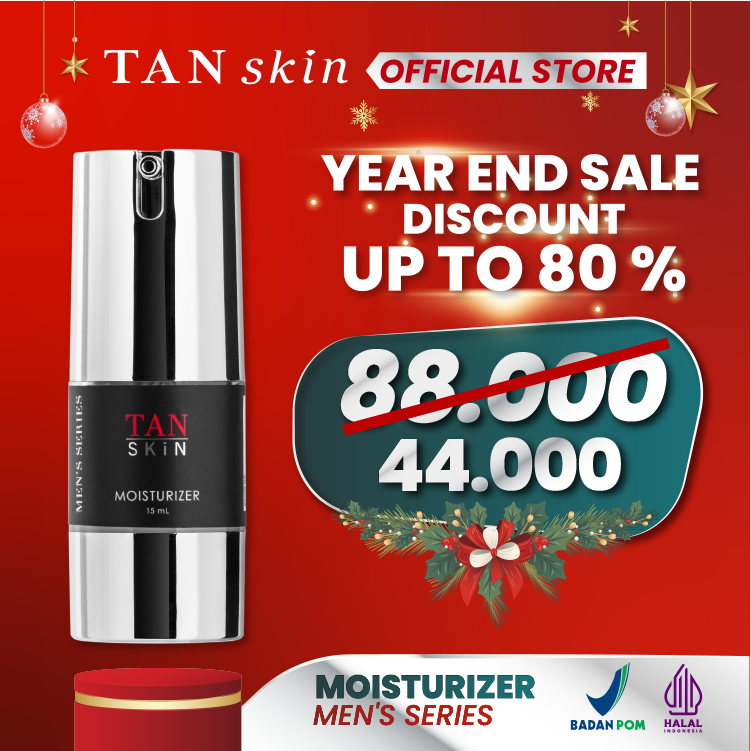 TAN skin OFFICIAL STORE
YEAR END SALE
DISCOUNT
UP TO 80 %
88.000
44.000
MEN'S SERIES
TAN
SKiN
MOISTURIZER
15 mL
MOISTURIZER
MEN'S SERIES
BADAN POM
HALAL
INDONESIA